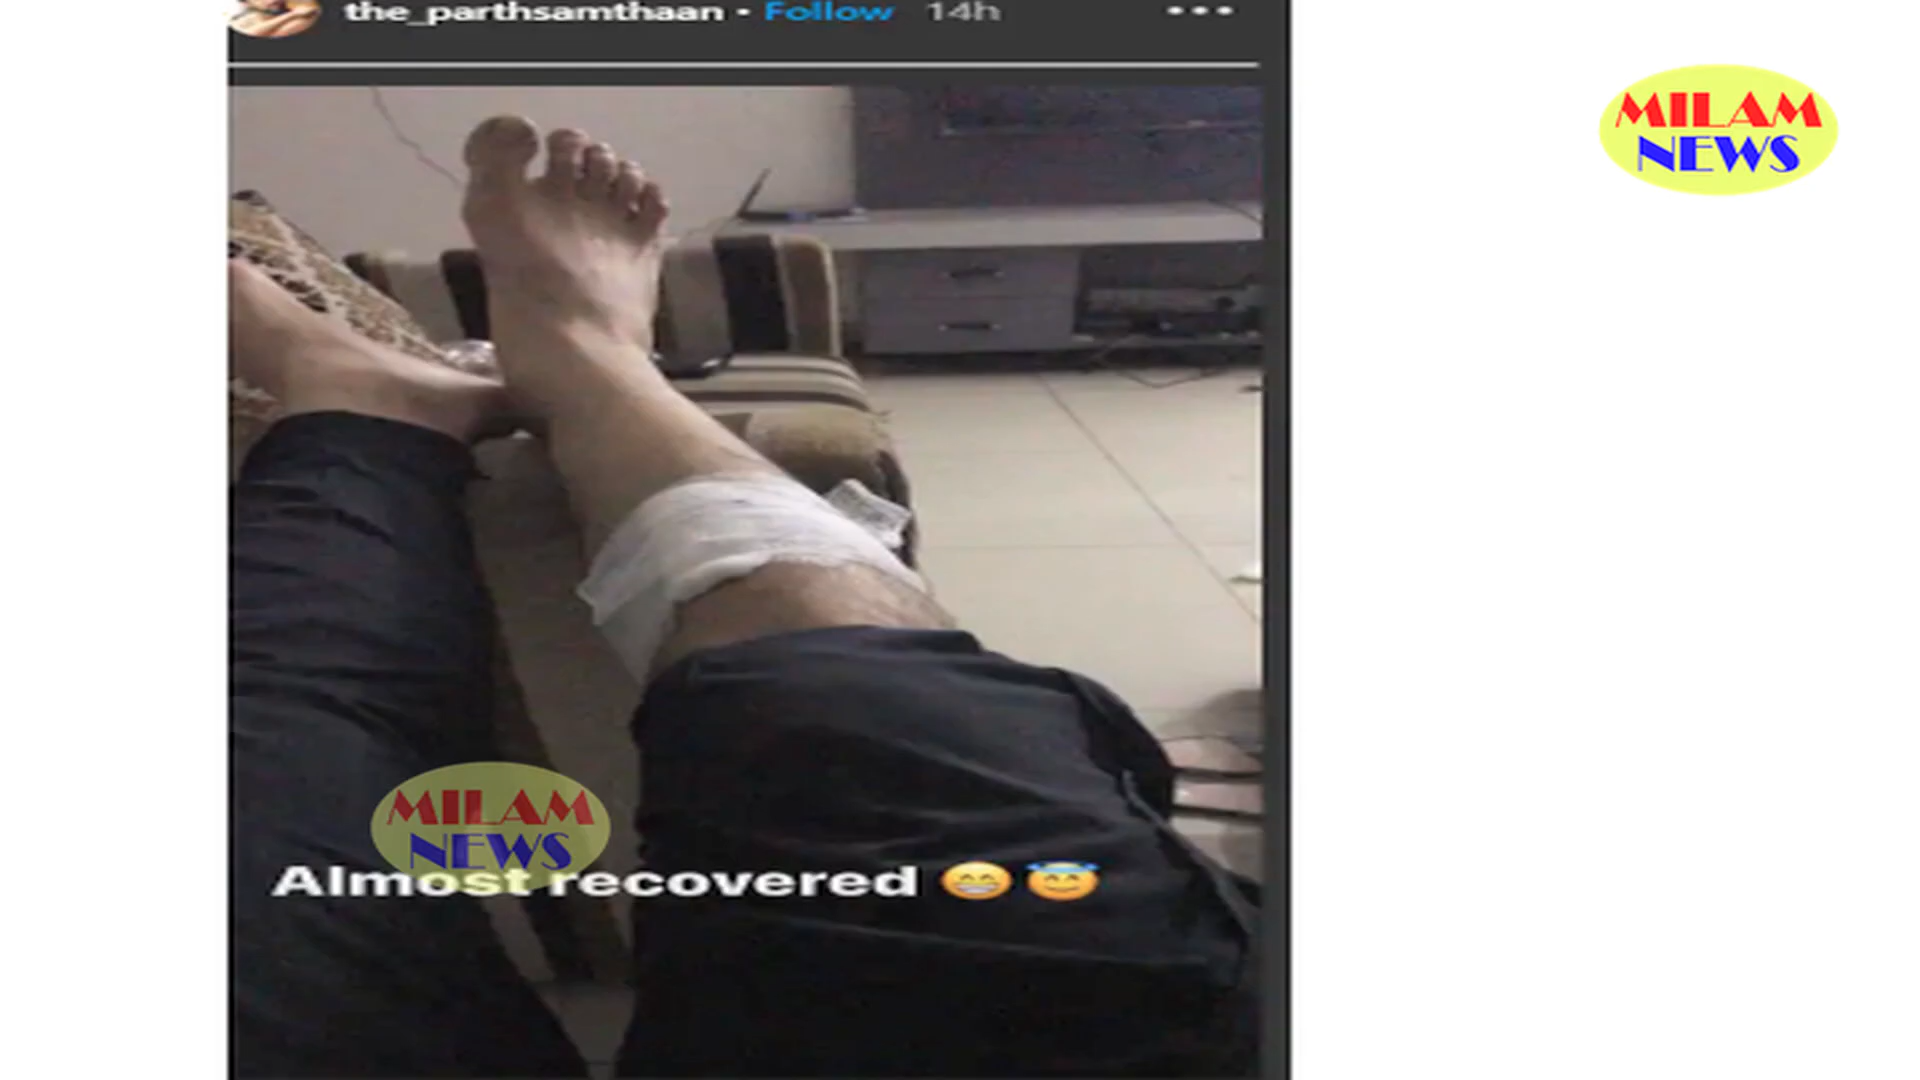 the_parthsamthaan • Follow 14h
MILAM
NEWS
MILAM
NEWS
Almost recovered 😁😇